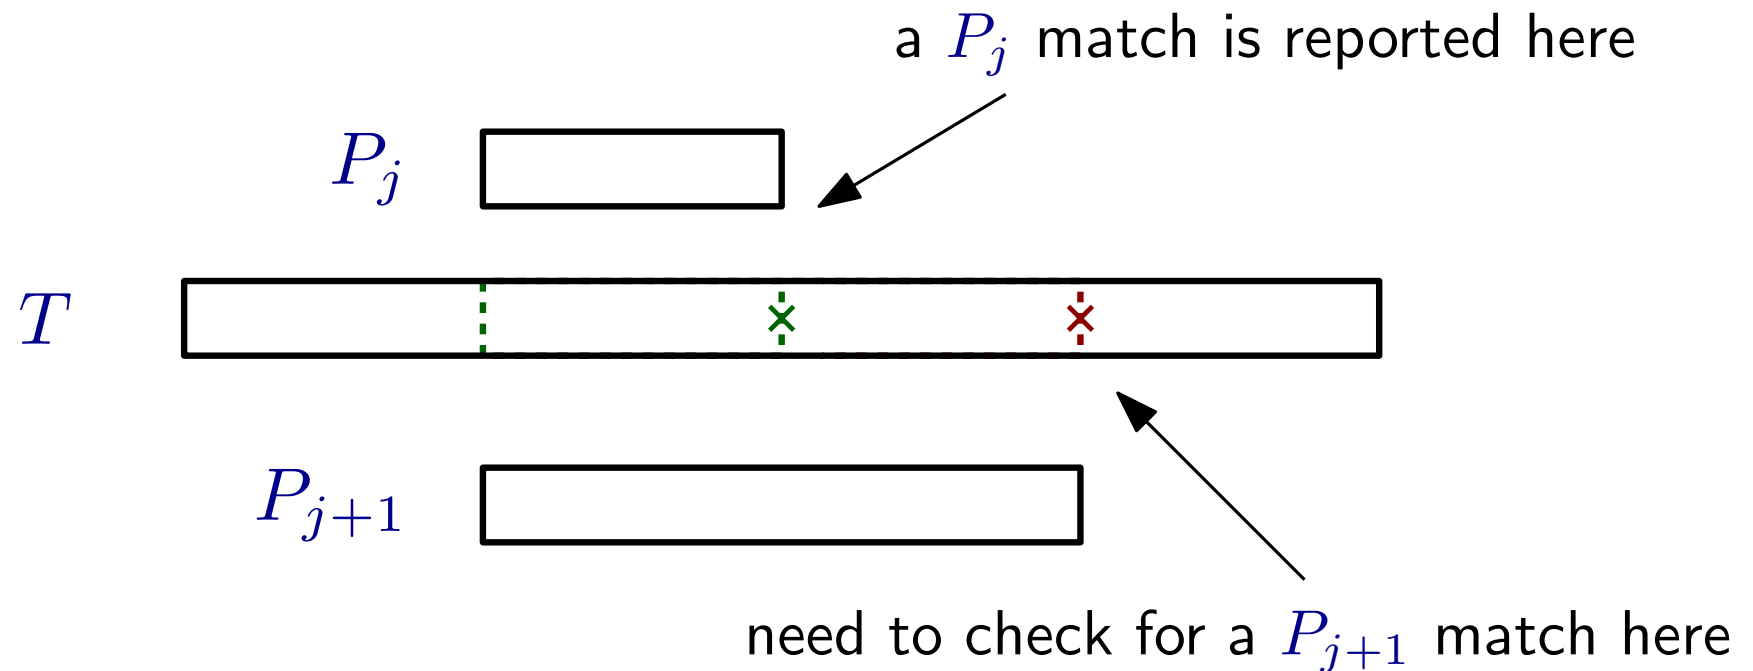 a P_j match is reported here
P_j
T
P_{j+1}
need to check for a P_{j+1} match here